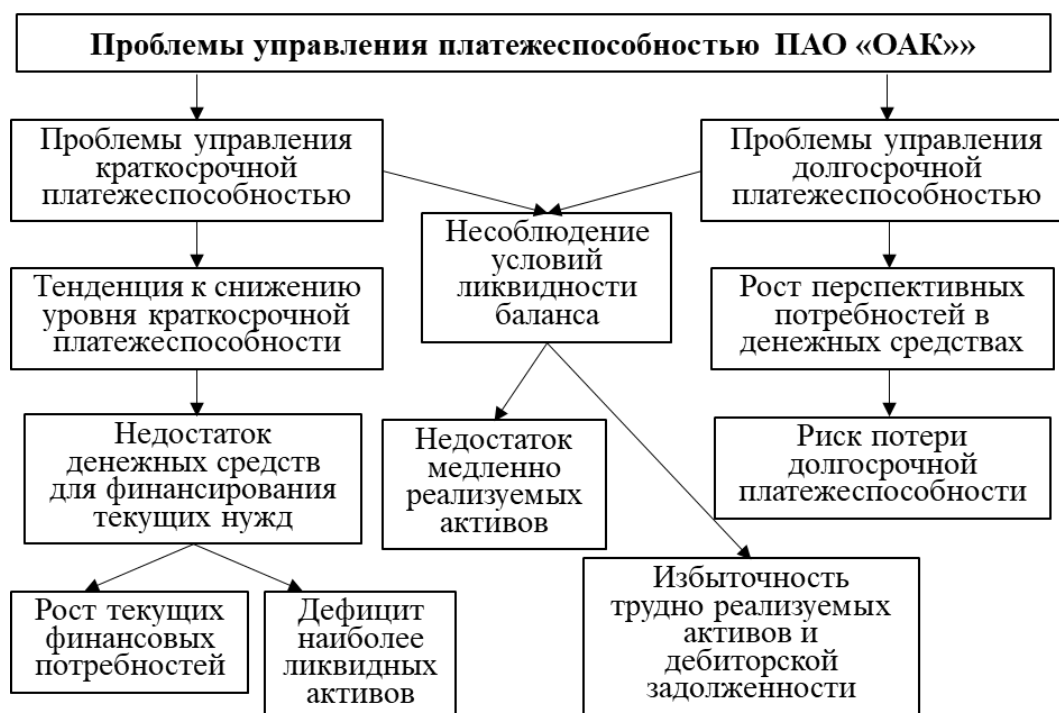 Проблемы управления платежеспособностью ПАО «ОАК»»
Проблемы управления
краткосрочной
платежеспособностью
Проблемы управления
долгосрочной
платежеспособностью
Несоблюдение
условий
ликвидности
баланса
Тенденция к снижению
уровня краткосрочной
платежеспособности
Рост перспективных
потребностей в
денежных средствах
Недостаток
денежных средств
для финансирования
текущих нужд
Недостаток
медленно
реализуемых
активов
Риск потери
долгосрочной
платежеспособности
Рост текущих
финансовых
потребностей
Дефицит
наиболее
ликвидных
активов
Избыточность
трудно реализуемых
активов и
дебиторской
задолженности